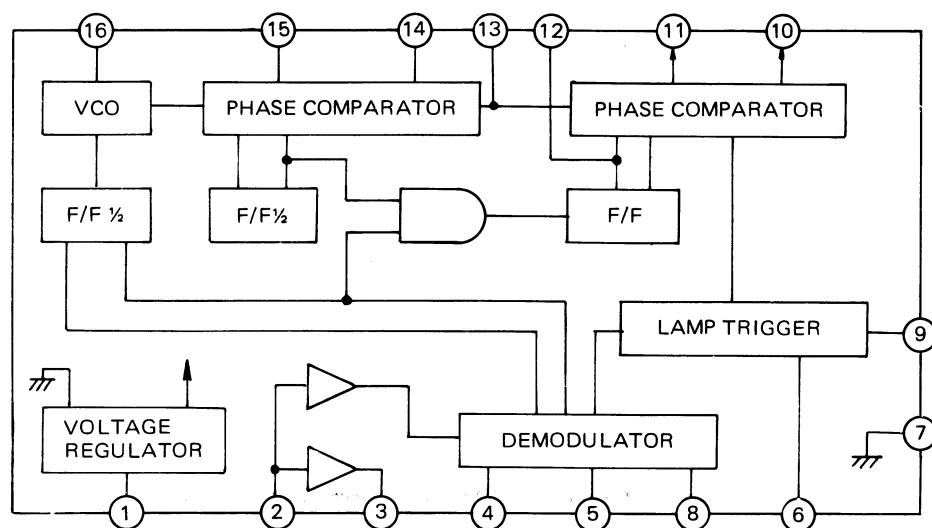 16 15 14 13 12 11 10
VCO PHASE COMPARATOR PHASE COMPARATOR
F/F ½ F/F½ F/F
LAMP TRIGGER 9
VOLTAGE
REGULATOR
DEMODULATOR 7
1 2 3 4 5 8 6